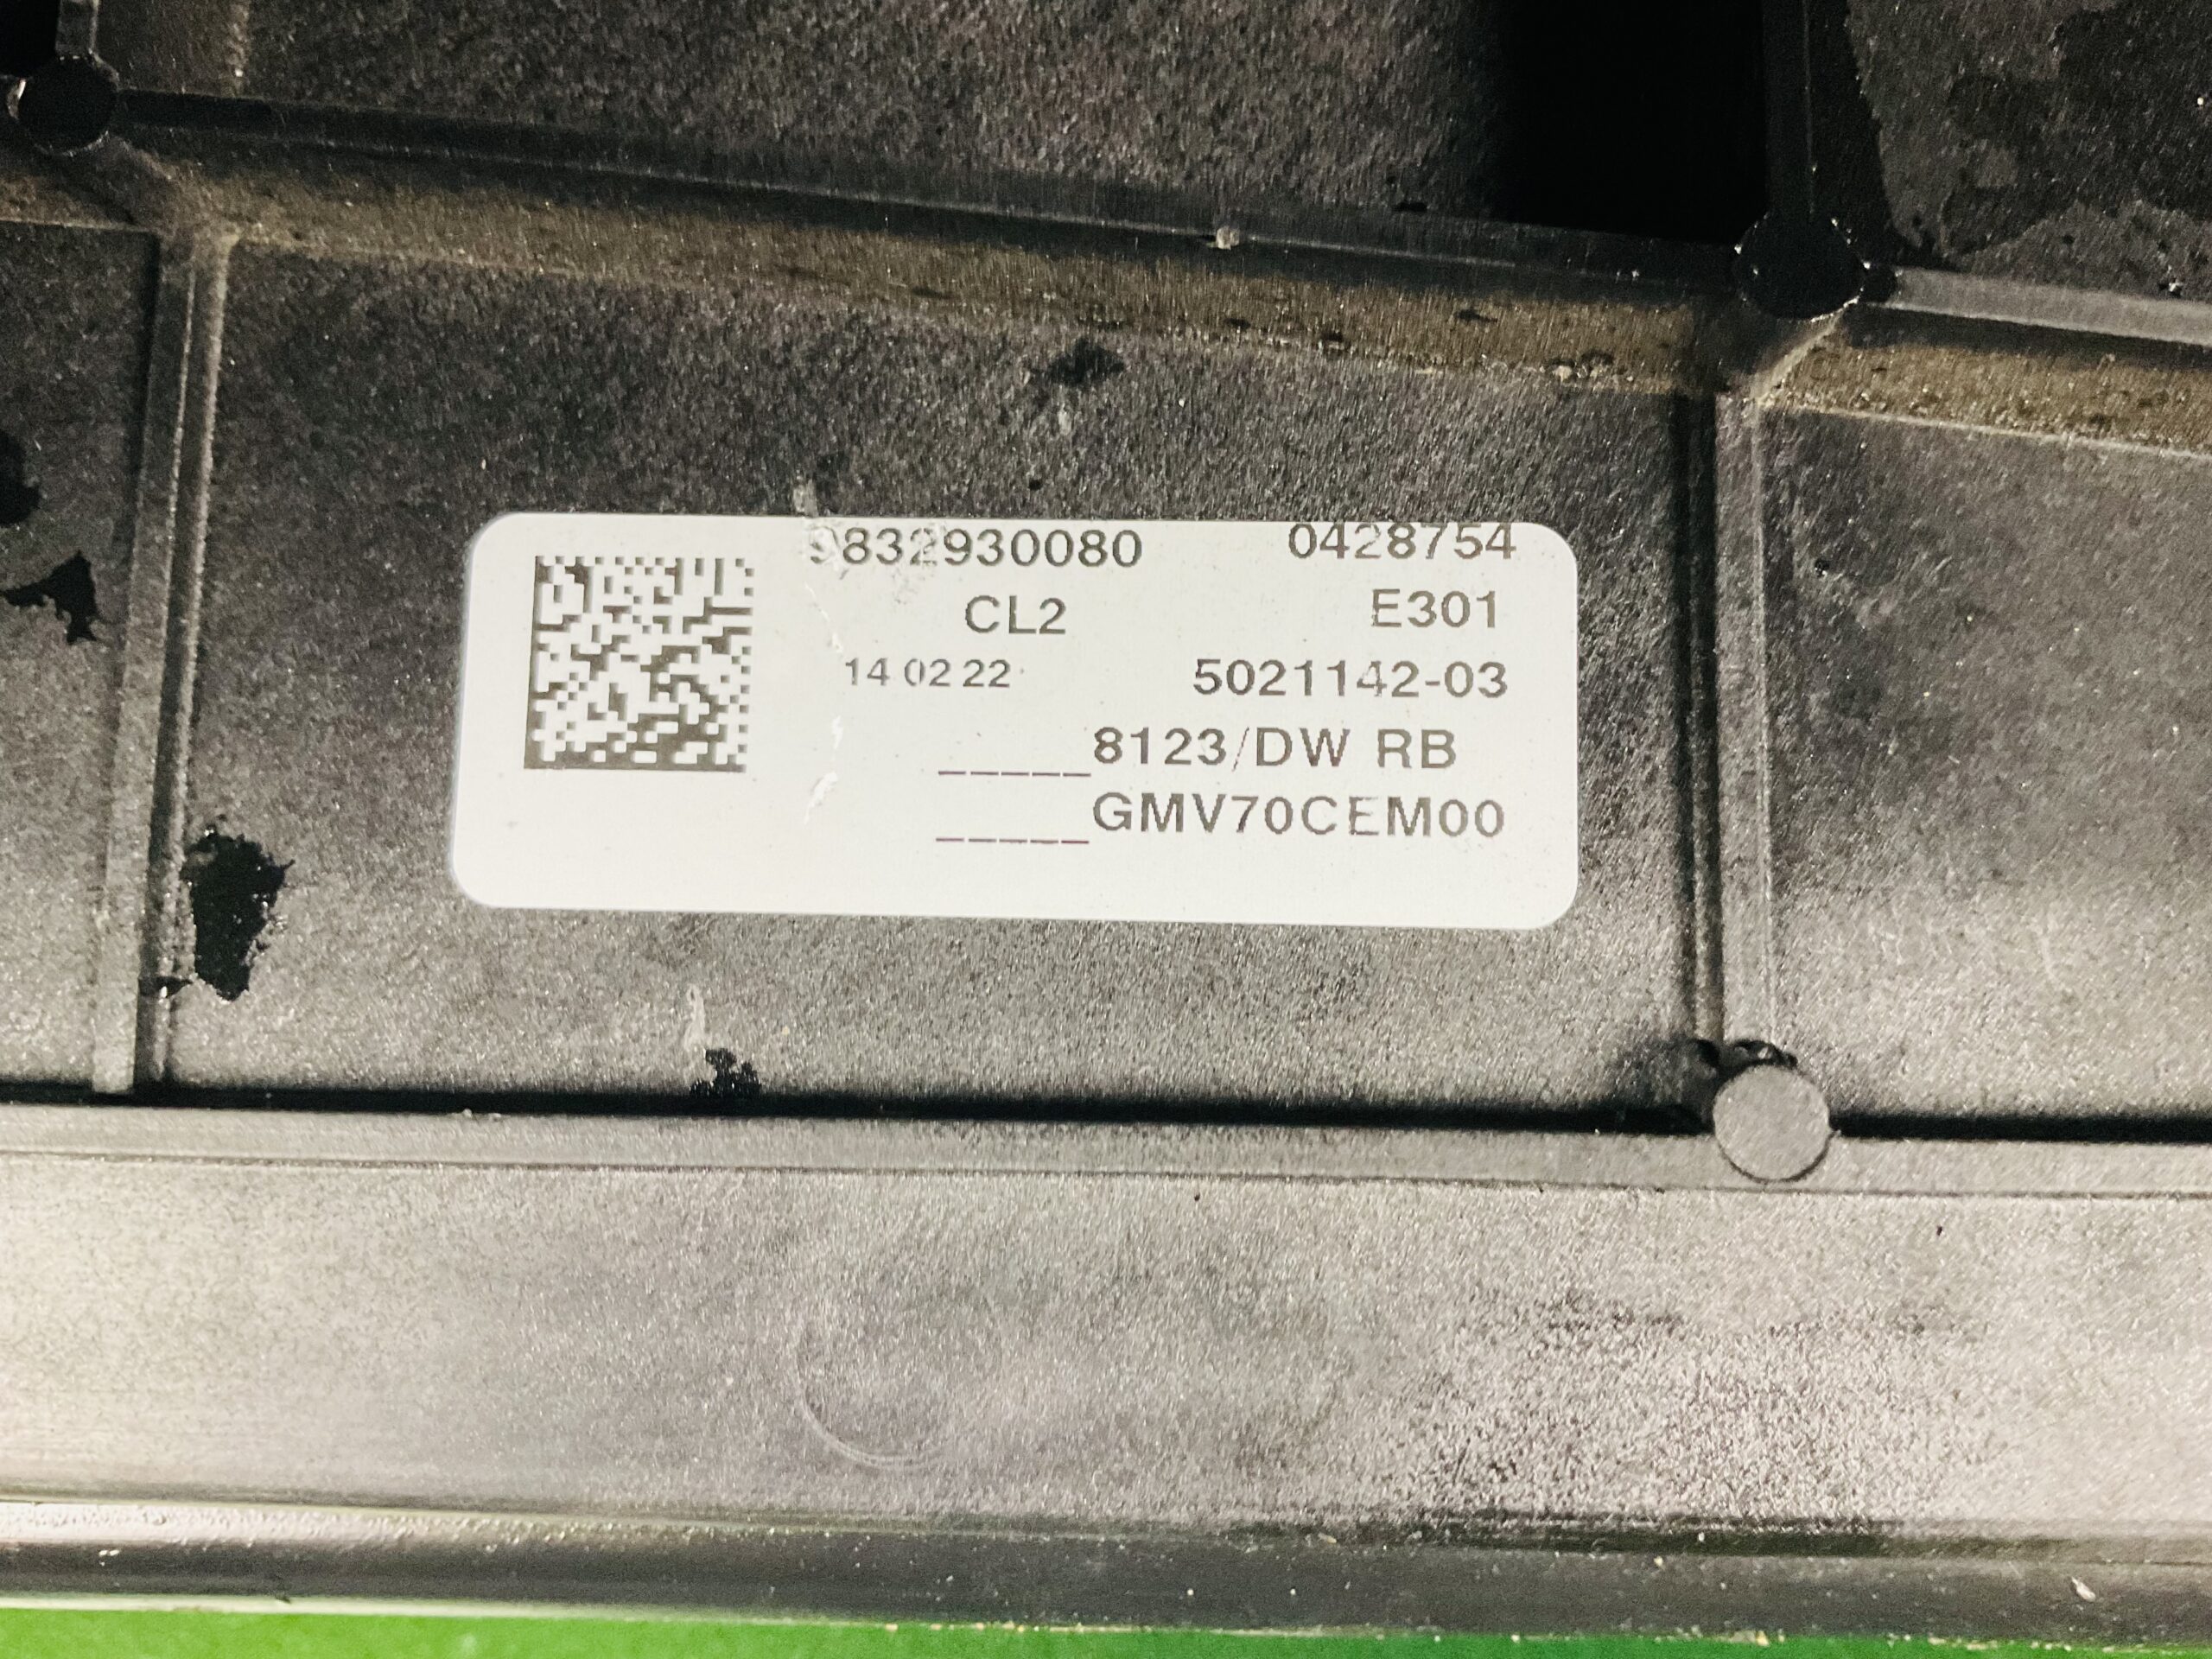 9832930080 0428754
CL2 E301
14 02 22 5021142-03
_____8123/DW RB
_____GMV70CEM00